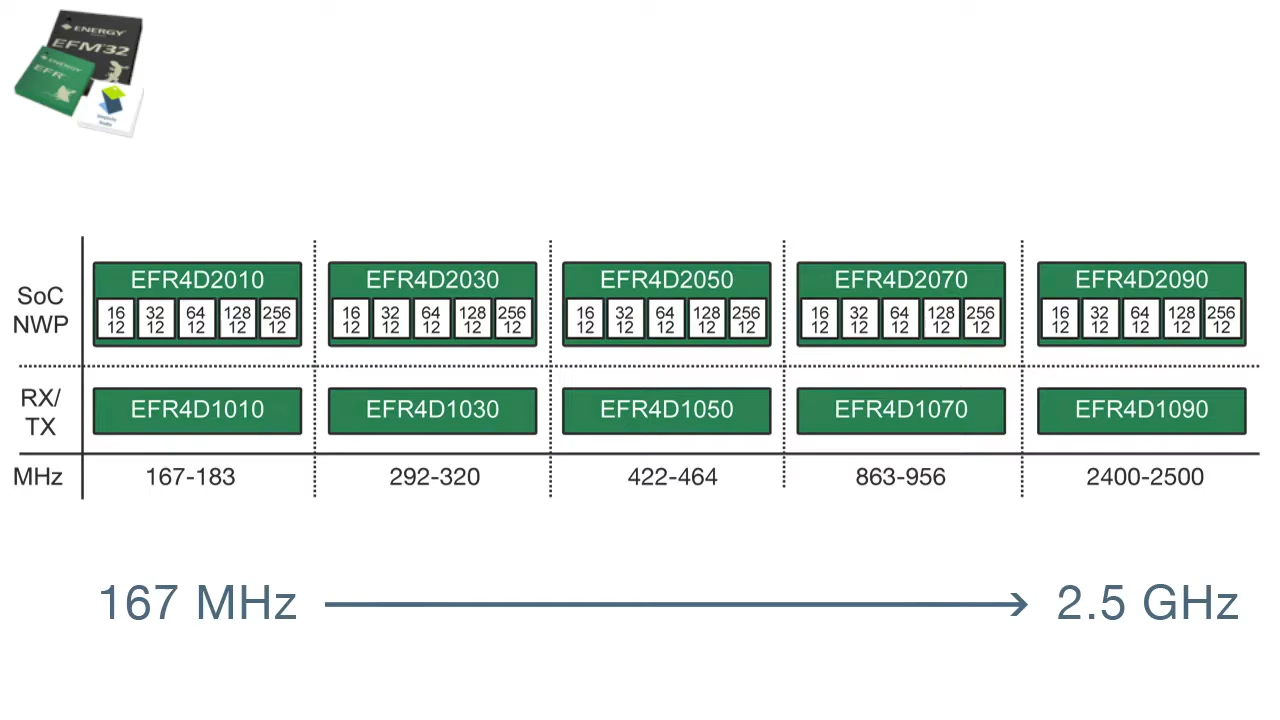 ENERGY
EFM32
ENERGY
EFR
SoC
NWP
EFR4D2010
16 12
32 12
64 12
128 12
256 12
EFR4D2030
16 12
32 12
64 12
128 12
256 12
EFR4D2050
16 12
32 12
64 12
128 12
256 12
EFR4D2070
16 12
32 12
64 12
128 12
256 12
EFR4D2090
16 12
32 12
64 12
128 12
256 12
RX/
TX
EFR4D1010
EFR4D1030
EFR4D1050
EFR4D1070
EFR4D1090
MHz
167-183
292-320
422-464
863-956
2400-2500
167 MHz
2.5 GHz